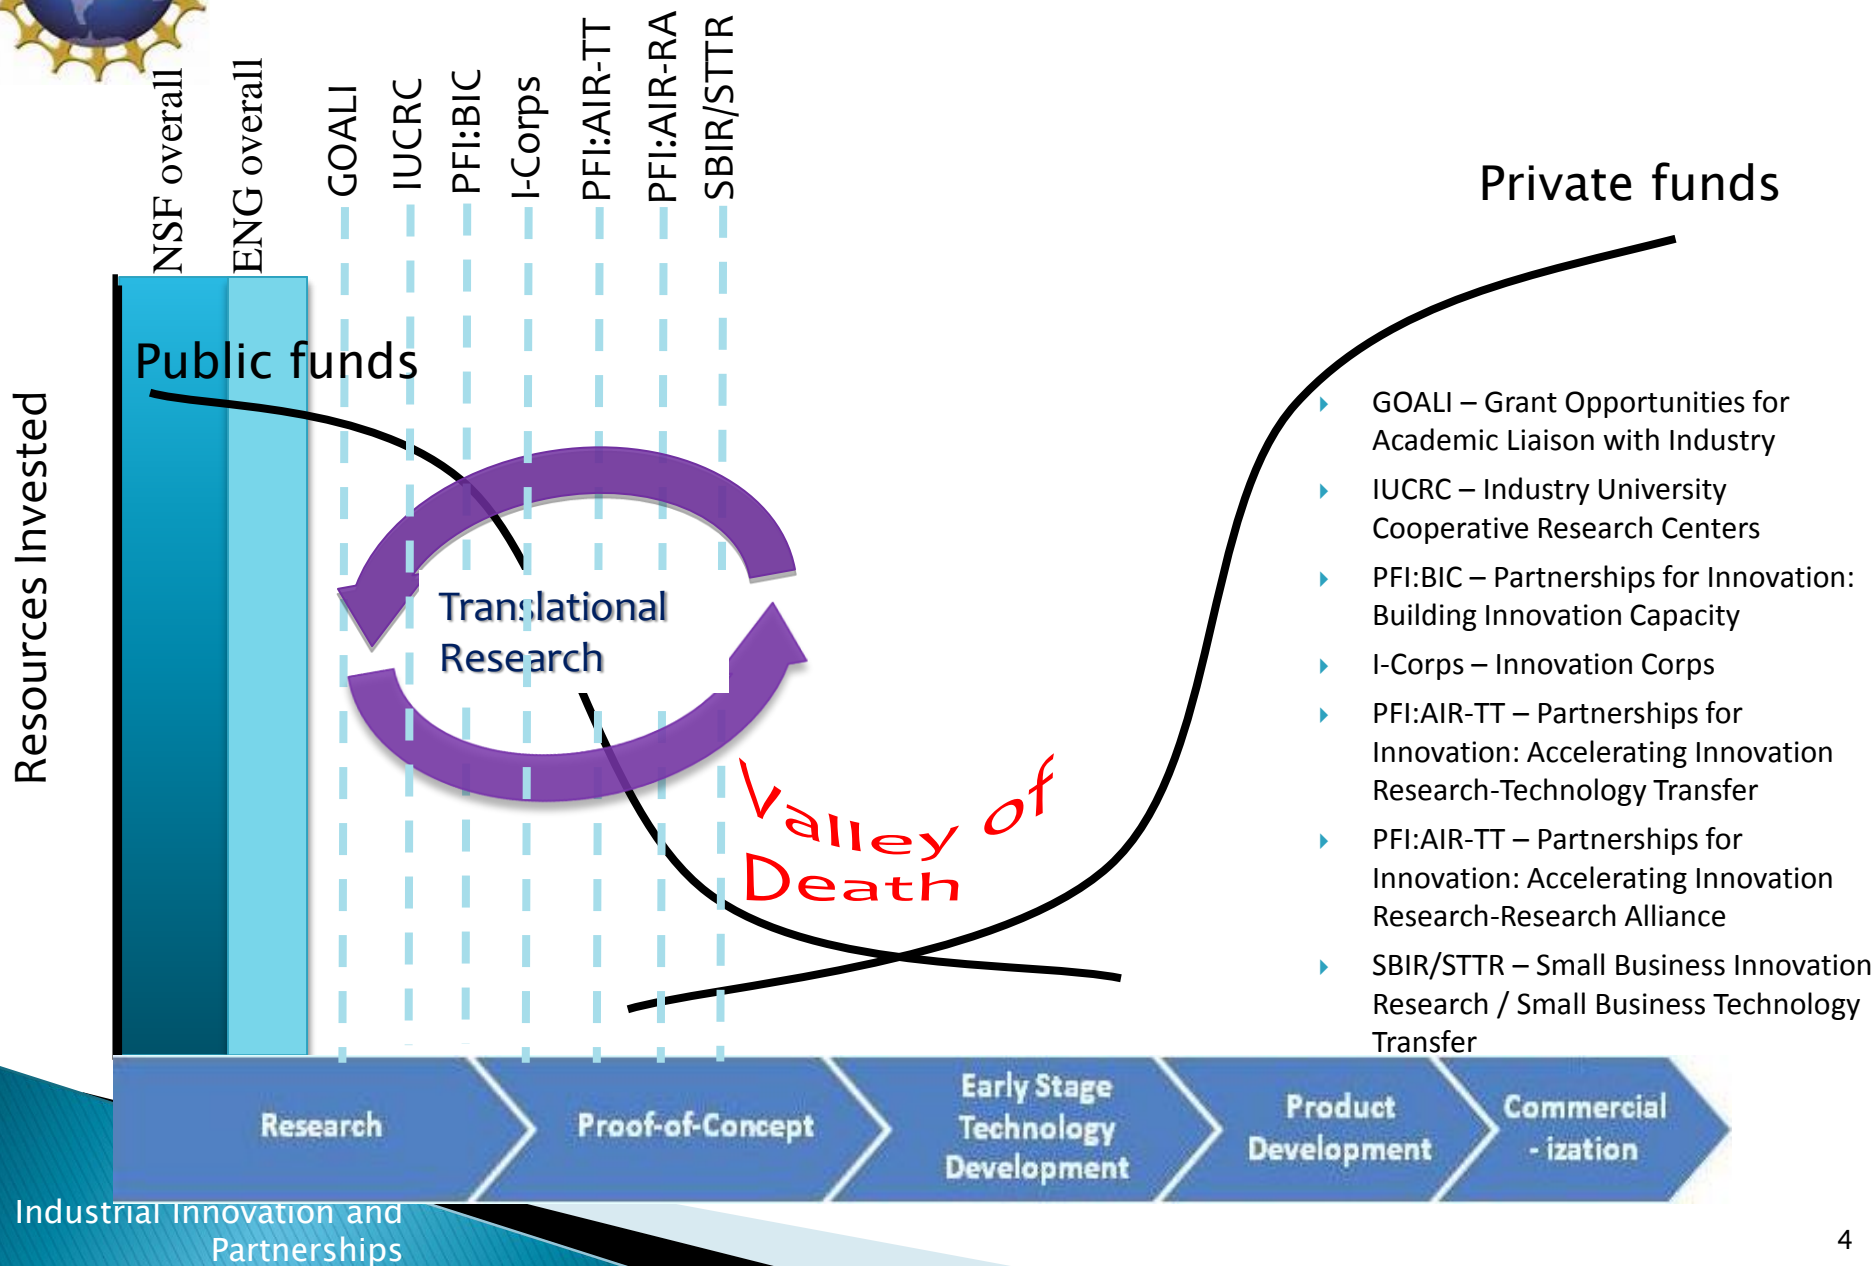 NSF overall
ENG overall
GOALI
IUCRC
PFI:BIC
I-Corps
PFI:AIR-TT
PFI:AIR-RA
SBIR/STTR
Private funds
Public funds
Resources Invested
Translational
Research
Valley of
Death
GOALI – Grant Opportunities for
Academic Liaison with Industry
IUCRC – Industry University
Cooperative Research Centers
PFI:BIC – Partnerships for Innovation:
Building Innovation Capacity
I-Corps – Innovation Corps
PFI:AIR-TT – Partnerships for
Innovation: Accelerating Innovation
Research-Technology Transfer
PFI:AIR-TT – Partnerships for
Innovation: Accelerating Innovation
Research-Research Alliance
SBIR/STTR – Small Business Innovation
Research / Small Business Technology
Transfer
Research
Proof-of-Concept
Early Stage
Technology
Development
Product
Development
Commercial
- ization
Industrial Innovation and
Partnerships
4